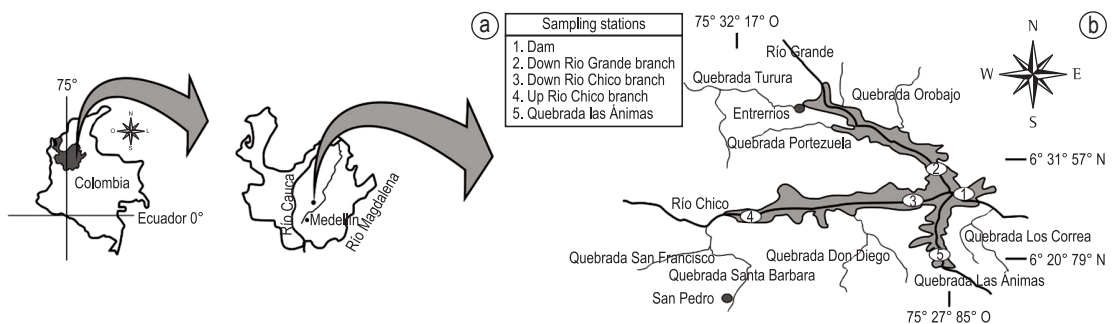 75°
N
O
L
S
Colombia
Ecuador 0°
Río Cauca
Medellín
Río Magdalena
a
Sampling stations
1. Dam
2. Down Rio Grande branch
3. Down Rio Chico branch
4. Up Rio Chico branch
5. Quebrada las Ánimas
b
75° 32' 17" O
Río Grande
Quebrada Turura
Quebrada Orobajo
Entrerríos
Quebrada Portezuela
N
W
E
S
6° 31' 57" N
2
1
3
Río Chico
4
Quebrada Los Correa
Quebrada San Francisco
Quebrada Don Diego
5
6° 20' 79" N
Quebrada Santa Barbara
Quebrada Las Ánimas
San Pedro
75° 27' 85" O